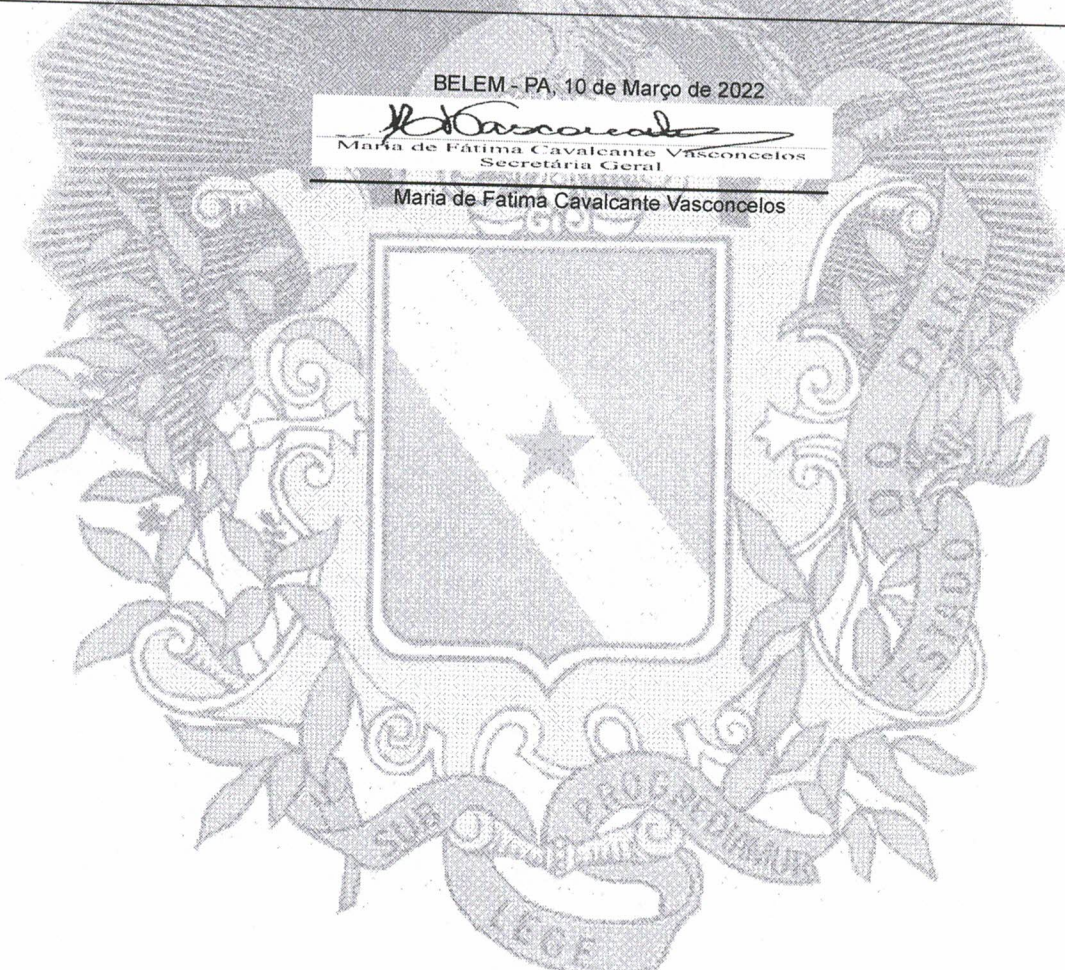 BELEM - PA, 10 de Março de 2022
Maria de Fátima Cavalcante Vasconcelos
Secretária Geral
Maria de Fatima Cavalcante Vasconcelos
ESTADO DO PARÁ
SUB
LEGE
PROGREDIAMUR